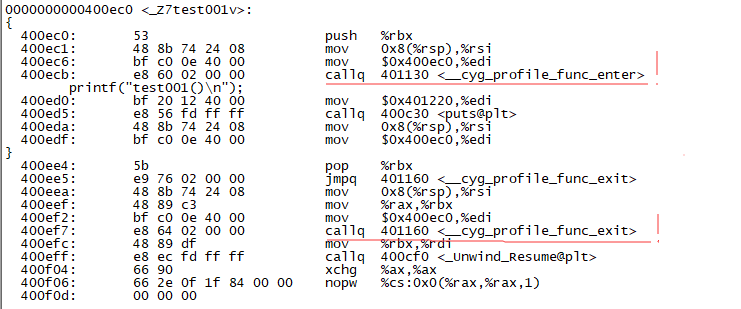 0000000000400ec0 <_Z7test001v>:
{
400ec0: 53 push %rbx
400ec1: 48 8b 74 24 08 mov 0x8(%rsp),%rsi
400ec6: bf c0 0e 40 00 mov $0x400ec0,%edi
400ecb: e8 60 02 00 00 callq 401130 <__cyg_profile_func_enter>
printf("test001()\n");
400ed0: bf 20 12 40 00 mov $0x401220,%edi
400ed5: e8 56 fd ff ff callq 400c30 <puts@plt>
400eda: 48 8b 74 24 08 mov 0x8(%rsp),%rsi
400edf: bf c0 0e 40 00 mov $0x400ec0,%edi
}
400ee4: 5b pop %rbx
400ee5: e9 76 02 00 00 jmpq 401160 <__cyg_profile_func_exit>
400eea: 48 8b 74 24 08 mov 0x8(%rsp),%rsi
400eef: 48 89 c3 mov %rax,%rbx
400ef2: bf c0 0e 40 00 mov $0x400ec0,%edi
400ef7: e8 64 02 00 00 callq 401160 <__cyg_profile_func_exit>
400efc: 48 89 df mov %rbx,%rdi
400eff: e8 ec fd ff ff callq 400cf0 <_Unwind_Resume@plt>
400f04: 66 90 xchg %ax,%ax
400f06: 66 2e 0f 1f 84 00 00 nopw %cs:0x0(%rax,%rax,1)
400f0d: 00 00 00